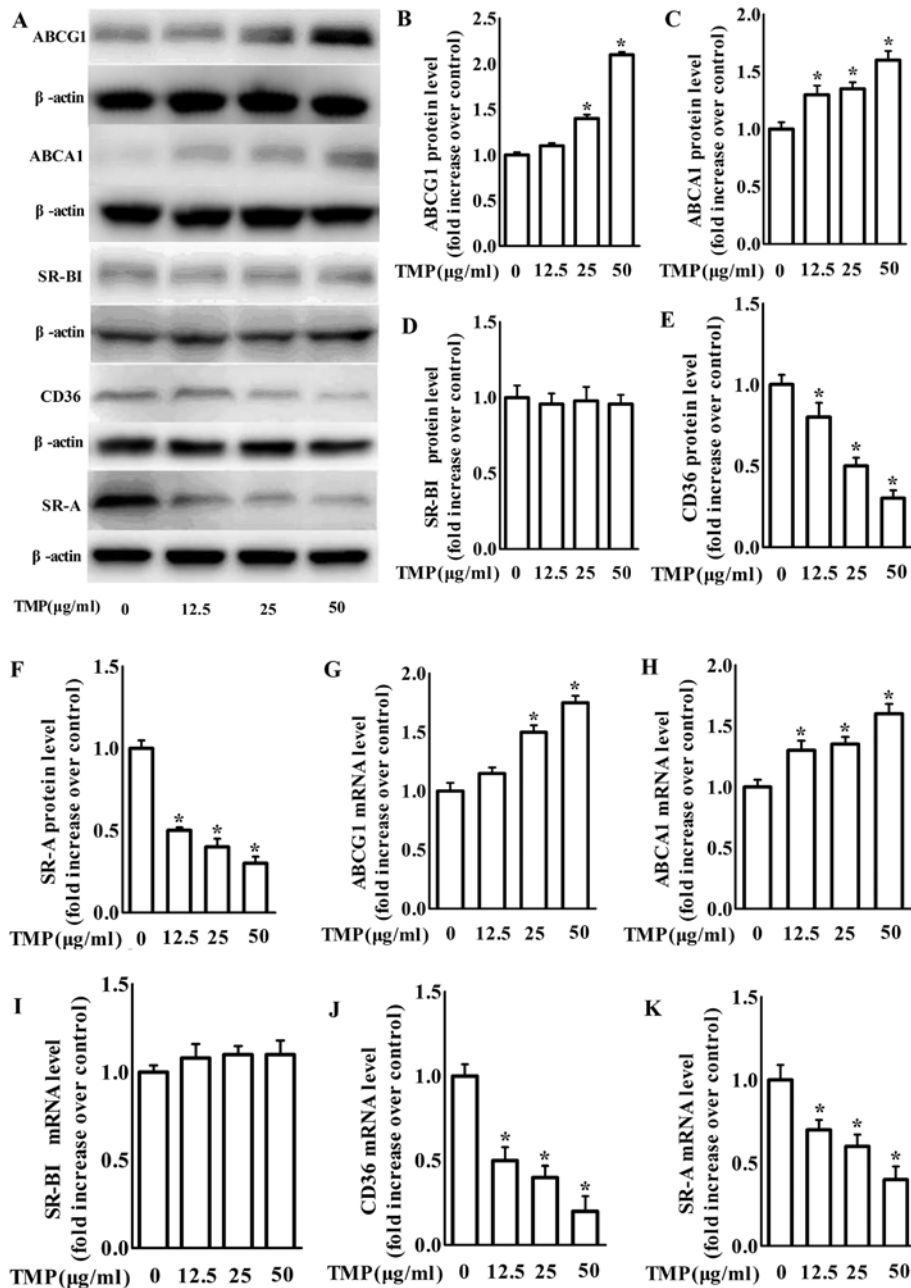 A
ABCG1
β -actin
ABCA1
β -actin
SR-BI
β -actin
CD36
β -actin
SR-A
β -actin
TMP(μg/ml) 0 12.5 25 50
B
ABCG1 protein level
(fold increase over control)
2.5
2.0
1.5
1.0
0.5
0.0
* *
TMP(μg/ml) 0 12.5 25 50
C
ABCA1 protein level
(fold increase over control)
2.0
1.5
1.0
0.5
0.0
* * *
TMP(μg/ml) 0 12.5 25 50
D
SR-BI protein level
(fold increase over control)
1.5
1.0
0.5
0.0
TMP(μg/ml) 0 12.5 25 50
E
CD36 protein level
(fold increase over control)
1.5
1.0
0.5
0.0
* * *
TMP(μg/ml) 0 12.5 25 50
F
SR-A protein level
(fold increase over control)
1.5
1.0
0.5
0.0
* * *
TMP(μg/ml) 0 12.5 25 50
G
ABCG1 mRNA level
(fold increase over control)
2.0
1.5
1.0
0.5
0.0
* *
TMP(μg/ml) 0 12.5 25 50
H
ABCA1 mRNA level
(fold increase over control)
2.0
1.5
1.0
0.5
0.0
* * *
TMP(μg/ml) 0 12.5 25 50
I
SR-BI mRNA level
(fold increase over control)
1.5
1.0
0.5
0.0
TMP(μg/ml) 0 12.5 25 50
J
CD36 mRNA level
(fold increase over control)
1.5
1.0
0.5
0.0
* * *
TMP(μg/ml) 0 12.5 25 50
K
SR-A mRNA level
(fold increase over control)
1.5
1.0
0.5
0.0
* * *
TMP(μg/ml) 0 12.5 25 50